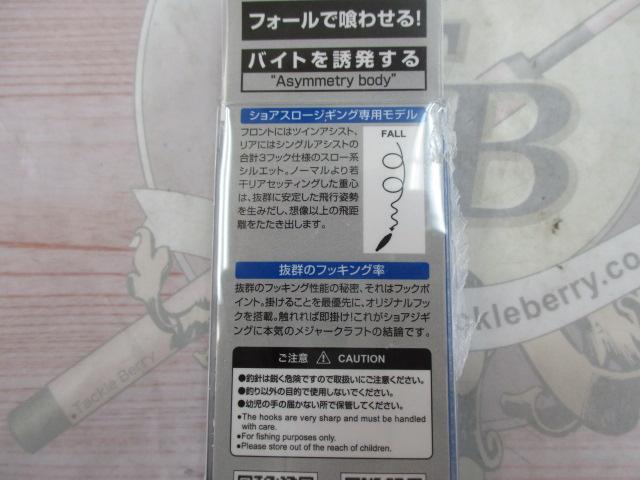 フォールで喰わせる!
バイトを誘発する
"Asymmetry body"
ショアスロージギング専用モデル
フロントにはツインアシスト、
リアにはシングルアシストの
合計3フック仕様のスロー系
シルエット。ノーマルより若
干リアセッティングした重心
は、抜群に安定した飛行姿勢
を生みだし、想像以上の飛距
離をたたき出します。
FALL
抜群のフッキング率
抜群のフッキング性能の秘密、それはフックポ
イント。掛けることを最優先に、オリジナルフッ
クを搭載。触れれば即掛け!これがショアジギ
ングに本気のメジャークラフトの結論です。
ご注意 CAUTION
●釣針は鋭く危険ですので取扱いにご注意ください。
●釣り以外の目的で使用しないでください。
●幼児の手の届かない所で保管してください。
●The hooks are very sharp and must be handled
with care.
●For fishing purposes only.
●Please store out of the reach of children.
TB
ckleberry.co
Tackle Berry